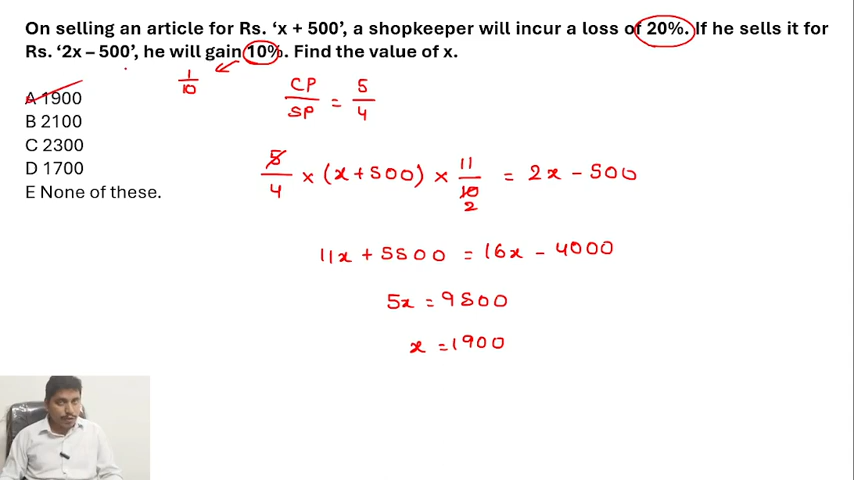 On selling an article for Rs. ‘x + 500’, a shopkeeper will incur a loss of 20%. If he sells it for
Rs. ‘2x – 500’, he will gain 10%. Find the value of x.
1/10
A 1900
B 2100
C 2300
D 1700
E None of these.
CP/SP = 5/4
5/4 × (x + 500) × 11/10 = 2x - 500
2
11x + 5500 = 16x - 4000
5x = 9500
x = 1900